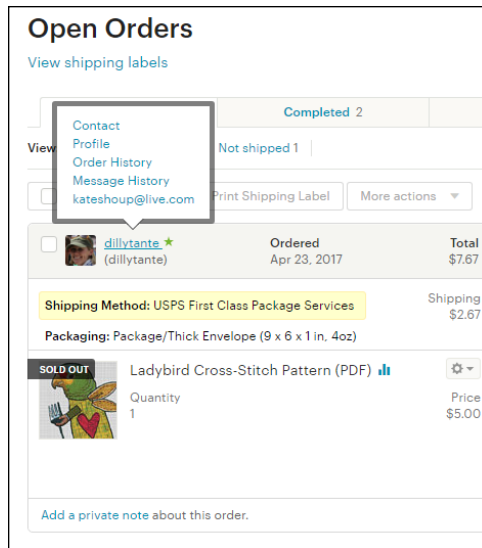 Open Orders
View shipping labels
Completed 2
Contact
Profile
Order History
Message History
kateshoup@live.com
View
Not shipped 1
Print Shipping Label
More actions
dillytante
(dillytante)
Ordered
Apr 23, 2017
Total
$7.67
Shipping Method: USPS First Class Package Services
Shipping
$2.67
Packaging: Package/Thick Envelope (9 x 6 x 1 in, 4oz)
SOLD OUT
Ladybird Cross-Stitch Pattern (PDF)
Quantity
1
Price
$5.00
Add a private note about this order.